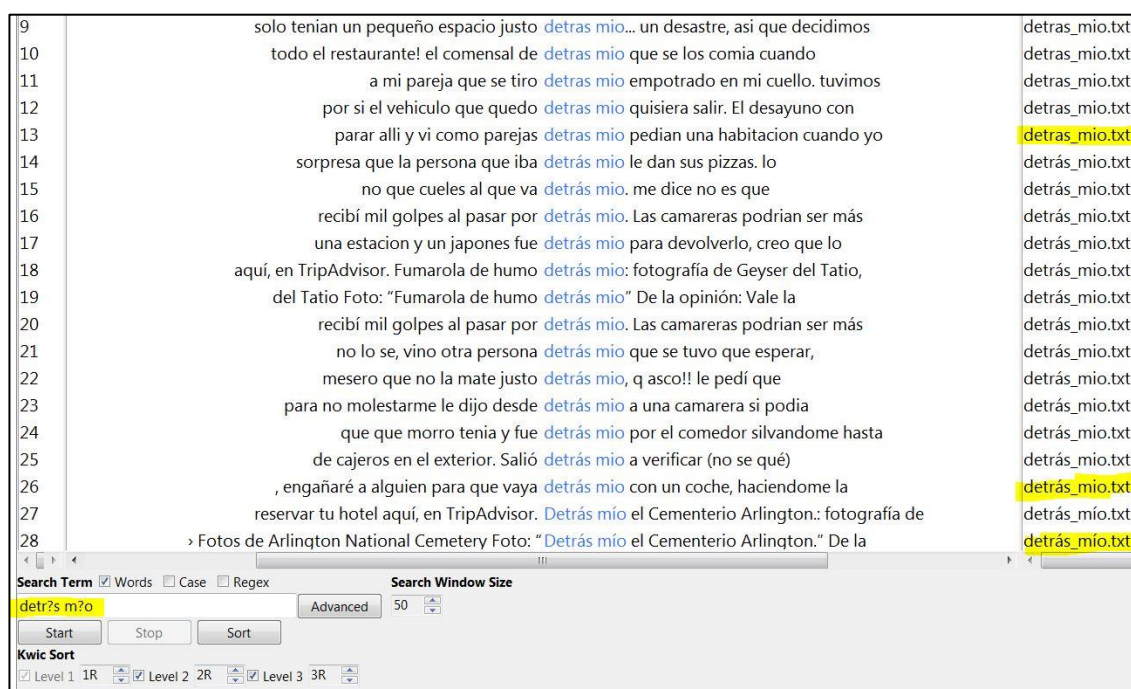 9 solo tenian un pequeño espacio justo detras mio... un desastre, asi que decidimos detras_mio.txt
10 todo el restaurante! el comensal de detras mio que se los comia cuando detras_mio.txt
11 a mi pareja que se tiro detras mio empotrado en mi cuello. tuvimos detras_mio.txt
12 por si el vehiculo que quedo detras mio quisiera salir. El desayuno con detras_mio.txt
13 parar alli y vi como parejas detras mio pedian una habitacion cuando yo detras_mio.txt
14 sorpresa que la persona que iba detrás mio le dan sus pizzas. lo detrás_mio.txt
15 no que cueles al que va detrás mio. me dice no es que detrás_mio.txt
16 recibí mil golpes al pasar por detrás mio. Las camareras podrian ser más detrás_mio.txt
17 una estacion y un japones fue detrás mio para devolverlo, creo que lo detrás_mio.txt
18 aquí, en TripAdvisor. Fumarola de humo detrás mio: fotografía de Geyser del Tatio, detrás_mio.txt
19 del Tatio Foto: “Fumarola de humo detrás mio” De la opinión: Vale la detrás_mio.txt
20 recibí mil golpes al pasar por detrás mio. Las camareras podrian ser más detrás_mio.txt
21 no lo se, vino otra persona detrás mio que se tuvo que esperar, detrás_mio.txt
22 mesero que no la mate justo detrás mio, q asco!! le pedí que detrás_mio.txt
23 para no molestarme le dijo desde detrás mio a una camarera si podia detrás_mio.txt
24 que que morro tenia y fue detrás mio por el comedor silvandome hasta detrás_mio.txt
25 de cajeros en el exterior. Salió detrás mio a verificar (no se qué) detrás_mio.txt
26 , engañaré a alguien para que vaya detrás mio con un coche, haciendome la detrás_mio.txt
27 reservar tu hotel aquí, en TripAdvisor. Detrás mío el Cementerio Arlington.: fotografía de detrás_mío.txt
28 › Fotos de Arlington National Cemetery Foto: “Detrás mío el Cementerio Arlington.” De la detrás_mío.txt
Search Term Words Case Regex Search Window Size
detr?s m?o Advanced 50
Start Stop Sort
Kwic Sort
Level 1 1R Level 2 2R Level 3 3R